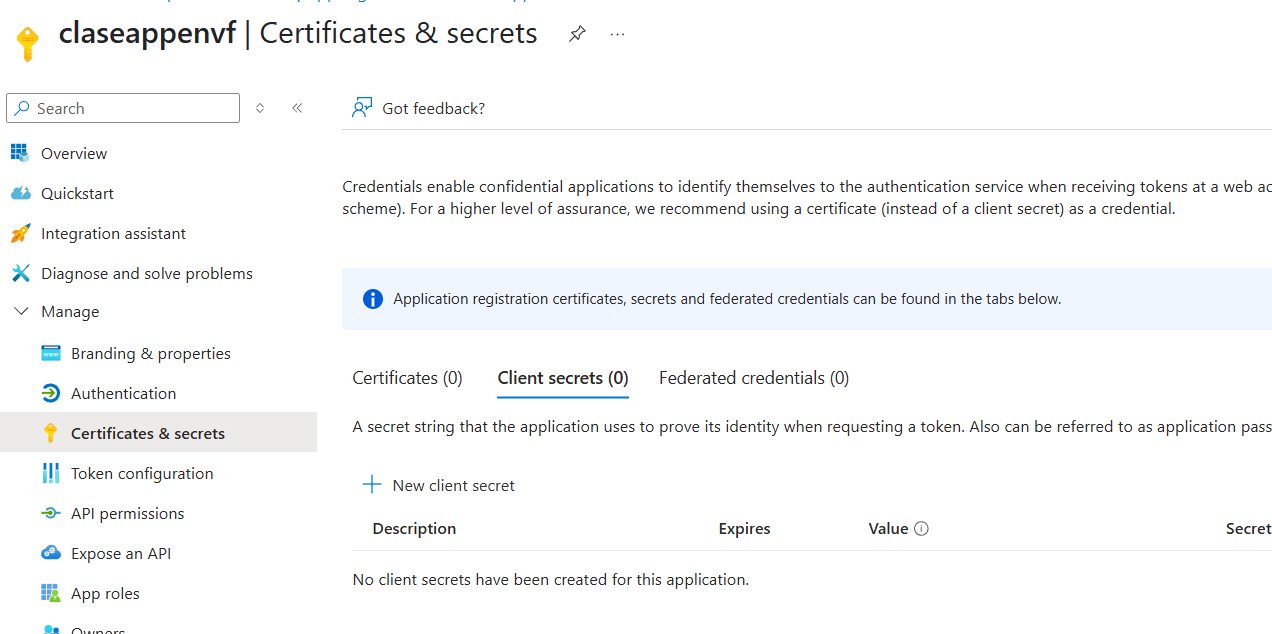 claseappenvf | Certificates & secrets
Search
Got feedback?
Overview
Quickstart
Integration assistant
Diagnose and solve problems
Manage
Branding & properties
Authentication
Certificates & secrets
Token configuration
API permissions
Expose an API
App roles
Owners
Credentials enable confidential applications to identify themselves to the authentication service when receiving tokens at a web ad
scheme). For a higher level of assurance, we recommend using a certificate (instead of a client secret) as a credential.
Application registration certificates, secrets and federated credentials can be found in the tabs below.
Certificates (0) Client secrets (0) Federated credentials (0)
A secret string that the application uses to prove its identity when requesting a token. Also can be referred to as application pass
New client secret
Description Expires Value Secret
No client secrets have been created for this application.